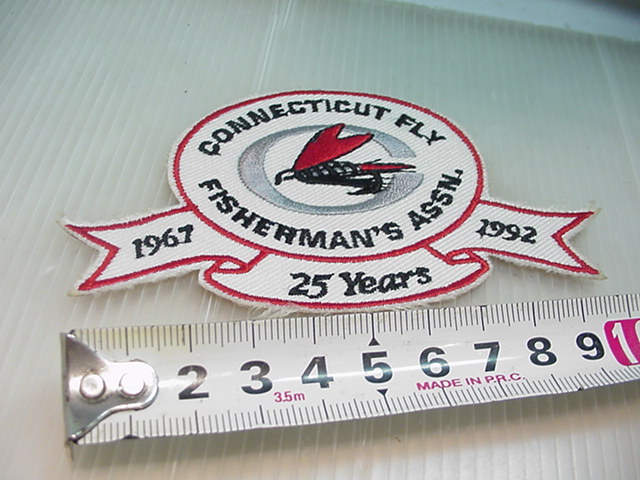 CONNECTICUT FLY
FISHERMAN'S ASSN.
1967
1992
25 Years
2 3 4 5 6 7 8 9 1
3.5m
MADE IN P.R.C.